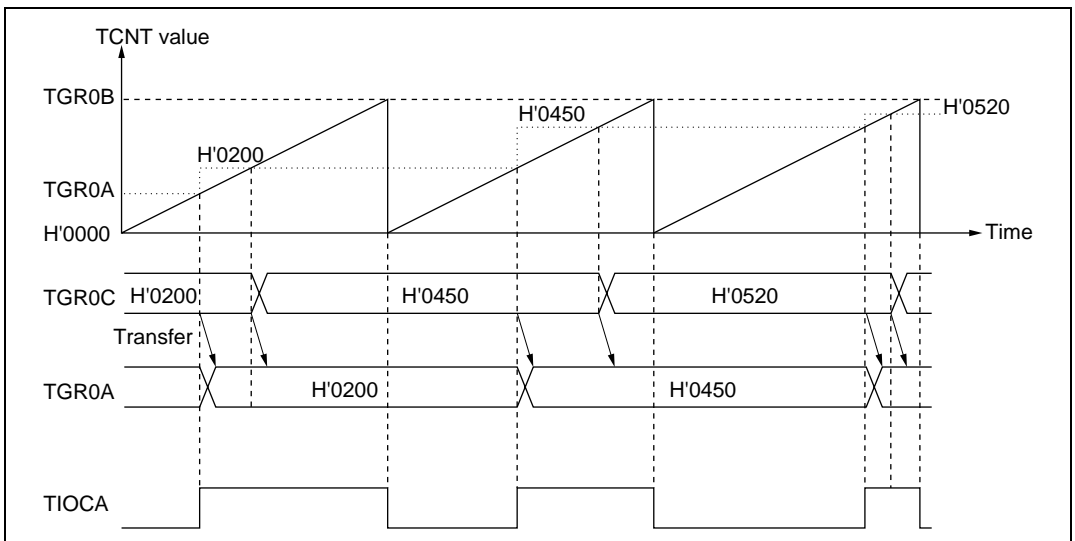 TCNT value
TGR0B
H'0520
H'0450
H'0200
TGR0A
H'0000
Time
TGR0C
H'0200
H'0450
H'0520
Transfer
TGR0A
H'0200
H'0450
TIOCA